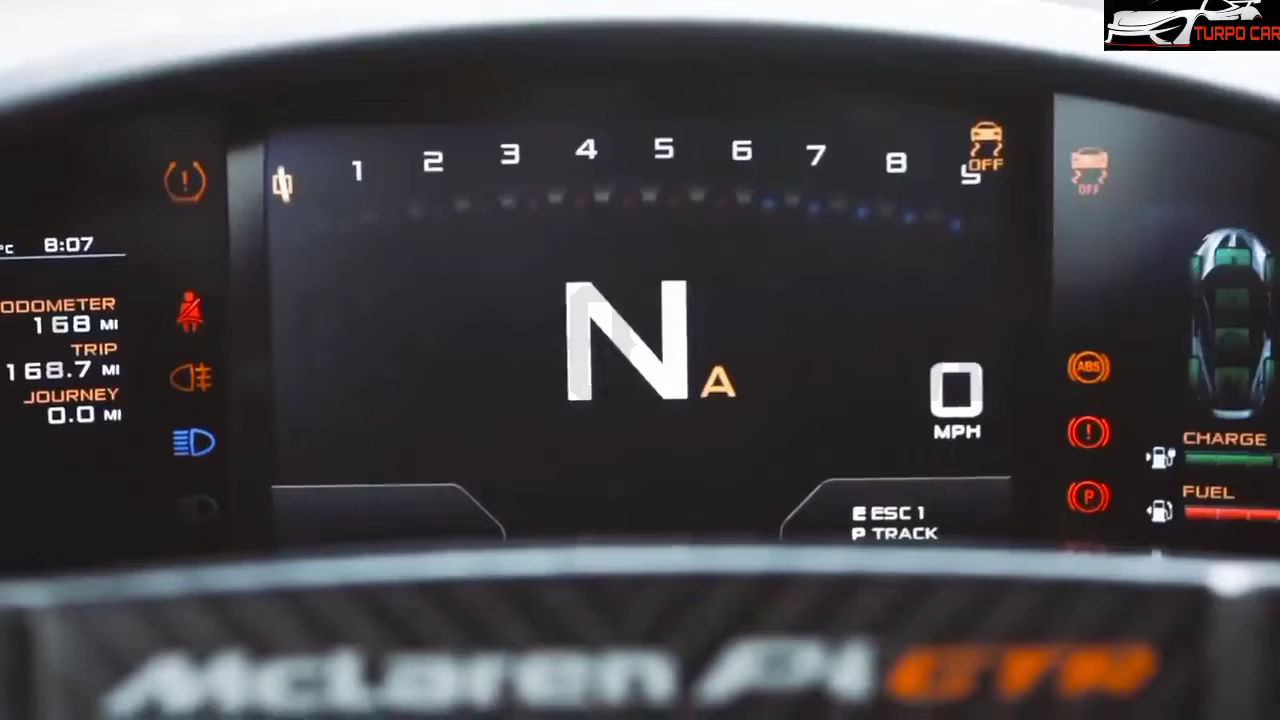 TURPO CAR
1 2 3 4 5 6 7 8 9
OFF
OFF
°C 8:07
ODOMETER
168 MI
TRIP
168.7 MI
JOURNEY
0.0 MI
N A
0
MPH
ABS
!
P
CHARGE
FUEL
E ESC 1
P TRACK
McLaren P1 GTR